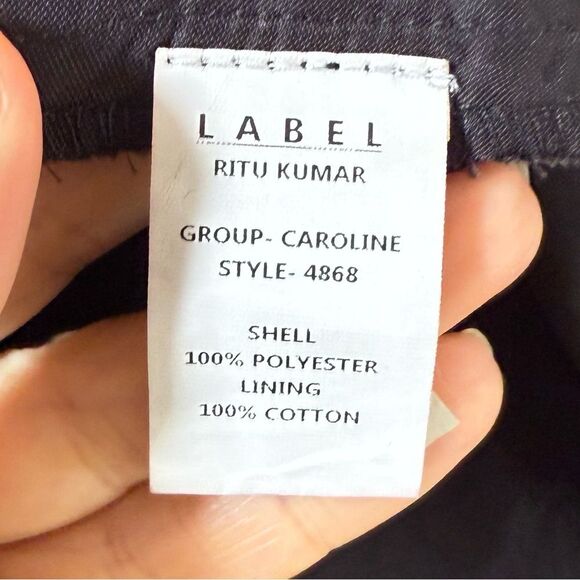 LABEL
RITU KUMAR
GROUP- CAROLINE
STYLE- 4868
SHELL
100% POLYESTER
LINING
100% COTTON